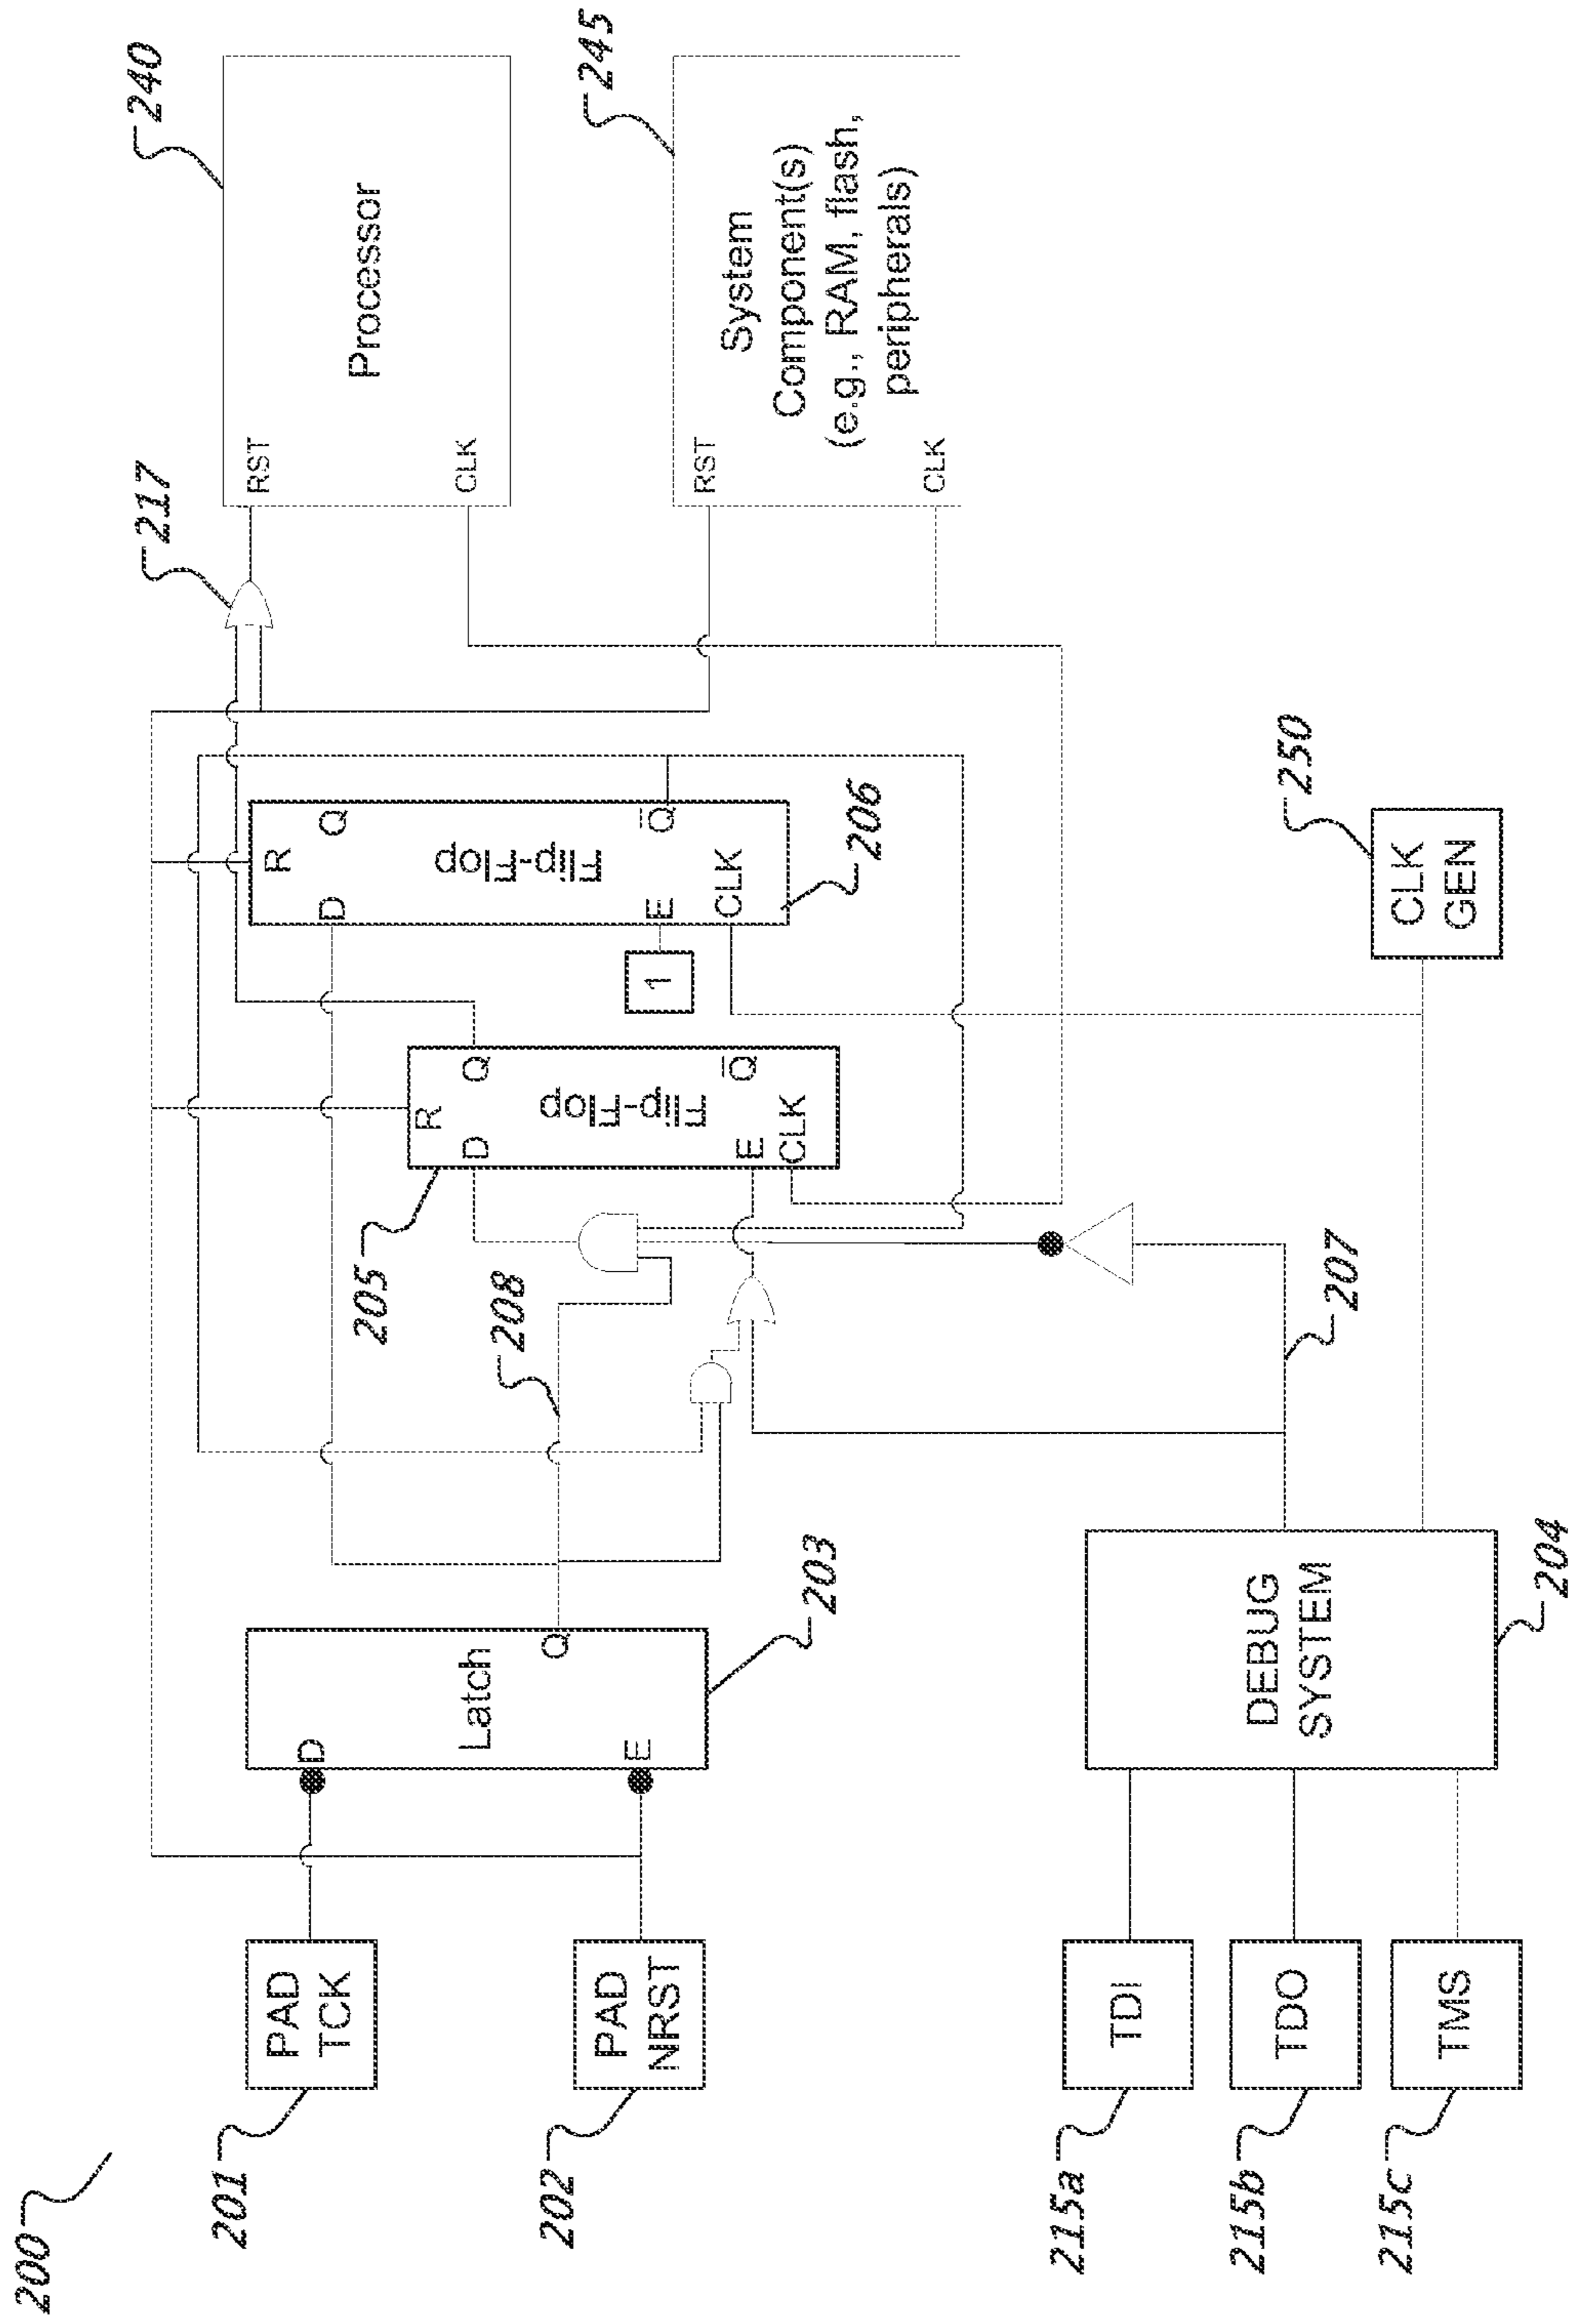 200
201
PAD
TCK
202
PAD
NRST
D
Latch
Q
E
203
208
205
R
D
Q
Flip-Flop
E
Q̅
CLK
1
R
D
Q
Flip-Flop
E
Q̅
CLK
206
217
RST
Processor
CLK
240
RST
System
Component(s)
(e.g., RAM, flash,
peripherals)
CLK
245
215a
TDI
215b
TDO
215c
TMS
DEBUG
SYSTEM
204
207
CLK
GEN
250